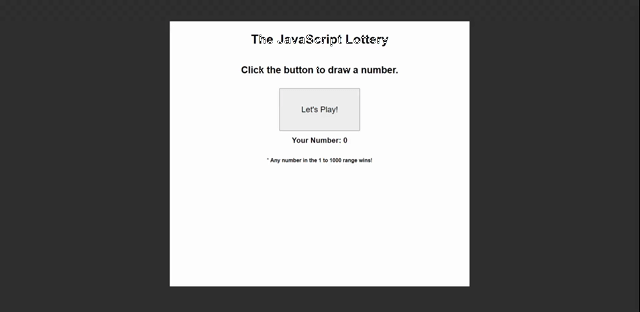 The JavaScript Lottery
Click the button to draw a number.
Let's Play!
Your Number: 0
* Any number in the 1 to 1000 range wins!